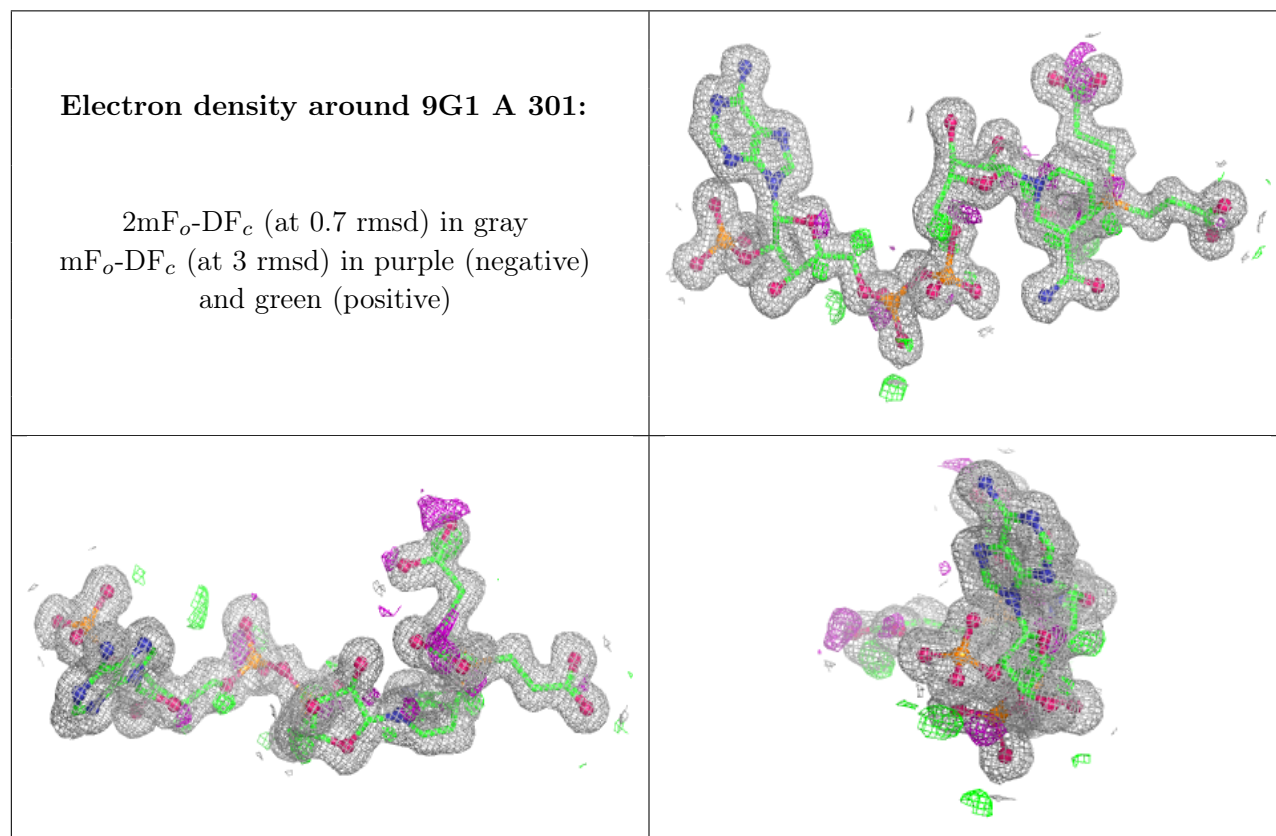 Electron density around 9G1 A 301:
2mFo-DFc (at 0.7 rmsd) in gray
mFo-DFc (at 3 rmsd) in purple (negative)
and green (positive)